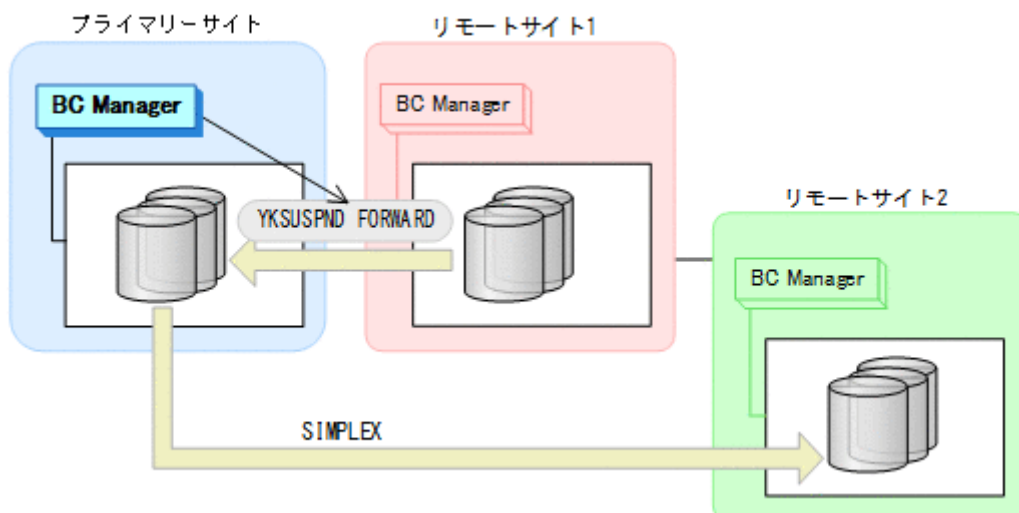 プライマリーサイト
リモートサイト1
BC Manager
BC Manager
リモートサイト2
YKSUSPND FORWARD
BC Manager
SIMPLEX